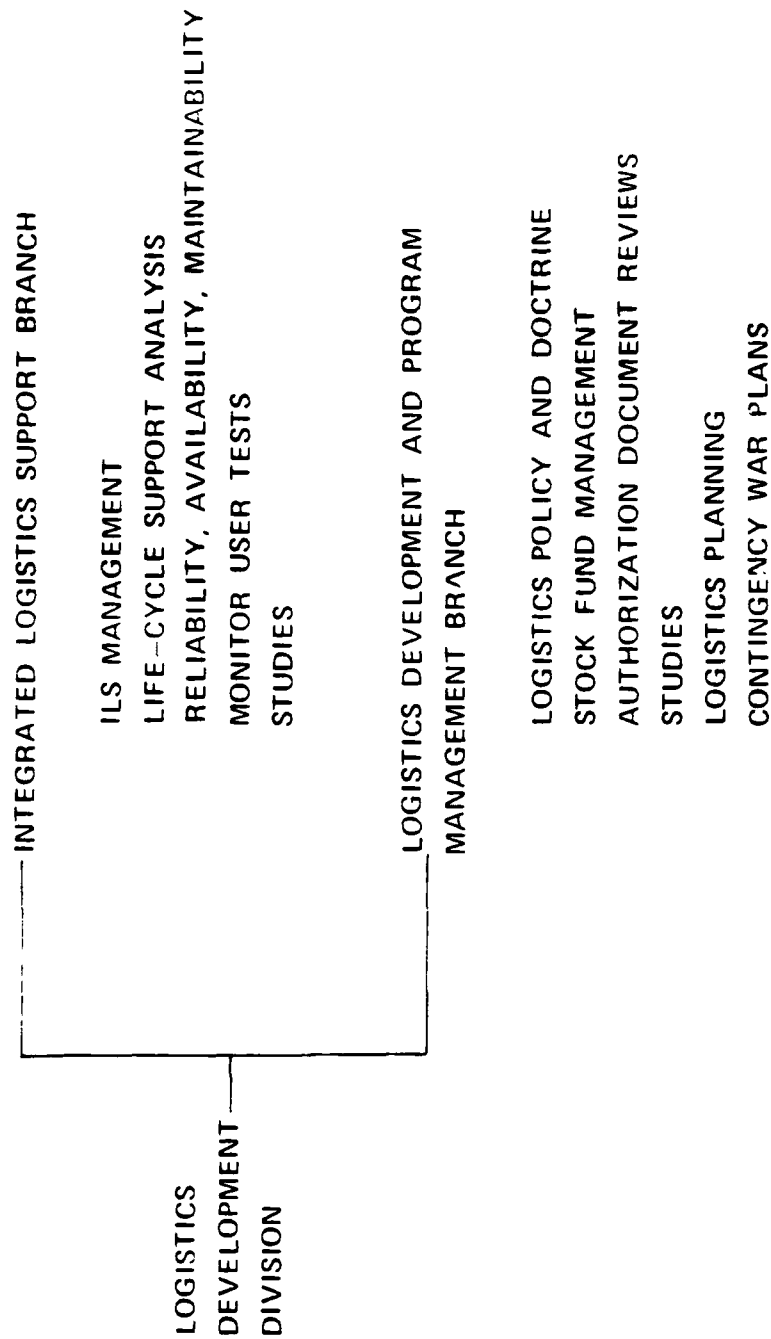 LOGISTICS
DEVELOPMENT
DIVISION
INTEGRATED LOGISTICS SUPPORT BRANCH
ILS MANAGEMENT
LIFE-CYCLE SUPPORT ANALYSIS
RELIABILITY, AVAILABILITY, MAINTAINABILITY
MONITOR USER TESTS
STUDIES
LOGISTICS DEVELOPMENT AND PROGRAM
MANAGEMENT BRANCH
LOGISTICS POLICY AND DOCTRINE
STOCK FUND MANAGEMENT
AUTHORIZATION DOCUMENT REVIEWS
STUDIES
LOGISTICS PLANNING
CONTINGENCY WAR PLANS